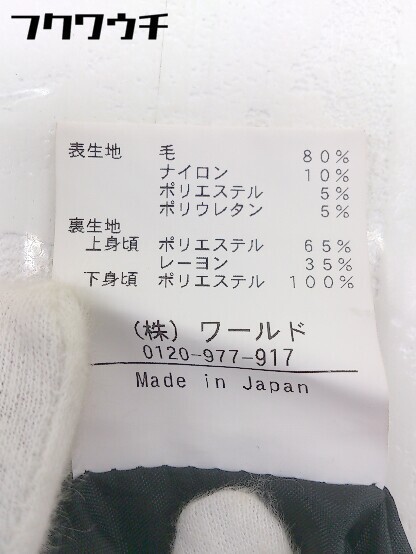 フクワウチ
表生地 毛 80%
ナイロン 10%
ポリエステル 5%
ポリウレタン 5%
裏生地
上身頃 ポリエステル 65%
レーヨン 35%
下身頃 ポリエステル 100%
(株) ワールド
0120-977-917
Made in Japan